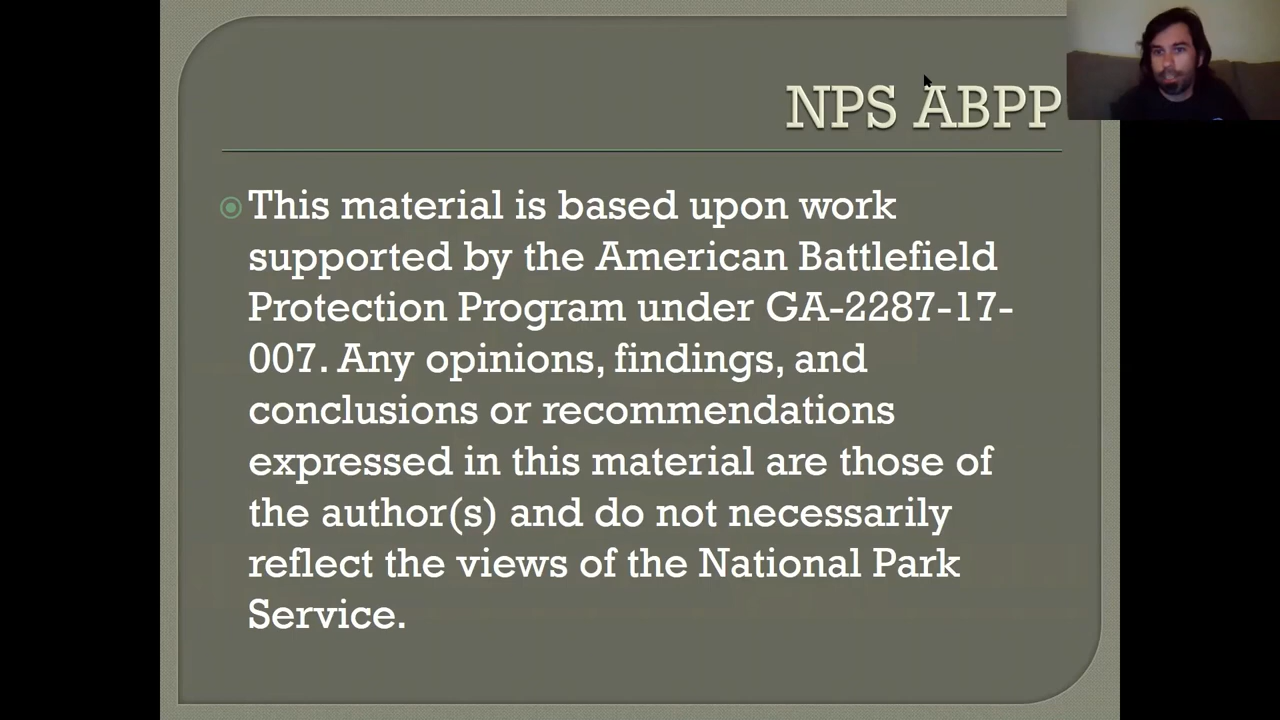 NPS ABPP
This material is based upon work
supported by the American Battlefield
Protection Program under GA-2287-17-
007. Any opinions, findings, and
conclusions or recommendations
expressed in this material are those of
the author(s) and do not necessarily
reflect the views of the National Park
Service.